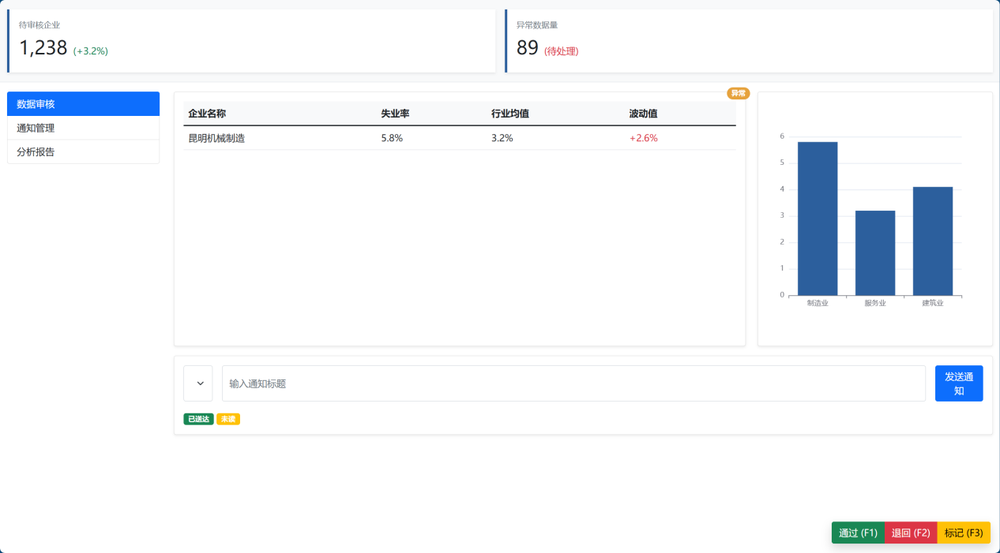 待审核企业
1,238 (+3.2%)
异常数据量
89 (待处理)
数据审核
通知管理
分析报告
异常
企业名称 失业率 行业均值 波动值
昆明机械制造 5.8% 3.2% +2.6%
6
5
4
3
2
1
0
制造业 服务业 建筑业
输入通知标题
发送通
知
已送达 未读
通过 (F1) 退回 (F2) 标记 (F3)